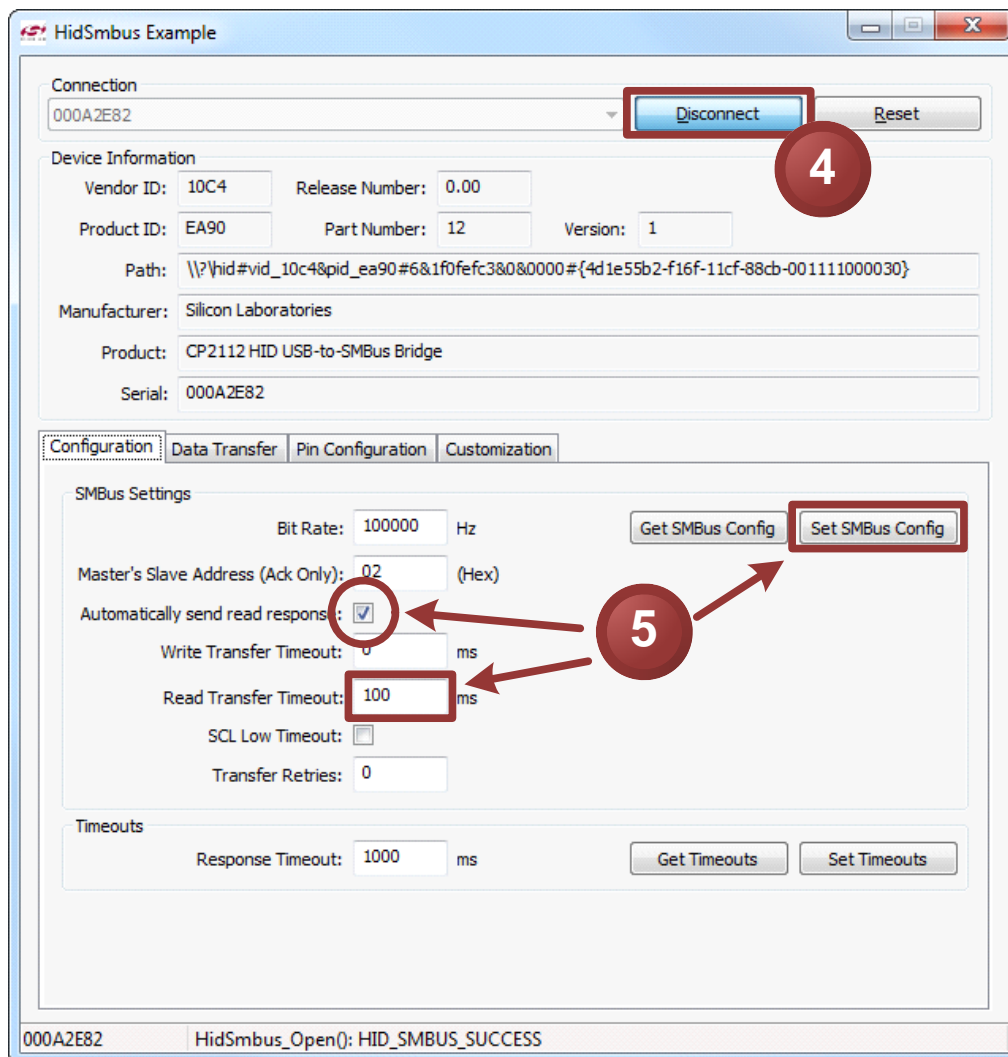 HidSmbus Example
Connection
000A2E82 Disconnect Reset
4
Device Information
Vendor ID: 10C4 Release Number: 0.00
Product ID: EA90 Part Number: 12 Version: 1
Path: \\?\hid#vid_10c4&pid_ea90#6&1f0fefc3&0&0000#{4d1e55b2-f16f-11cf-88cb-001111000030}
Manufacturer: Silicon Laboratories
Product: CP2112 HID USB-to-SMBus Bridge
Serial: 000A2E82
Configuration Data Transfer Pin Configuration Customization
SMBus Settings
Bit Rate: 100000 Hz Get SMBus Config Set SMBus Config
Master's Slave Address (Ack Only): 02 (Hex)
Automatically send read response:
5
Write Transfer Timeout: 0 ms
Read Transfer Timeout: 100 ms
SCL Low Timeout:
Transfer Retries: 0
Timeouts
Response Timeout: 1000 ms Get Timeouts Set Timeouts
000A2E82 HidSmbus_Open(): HID_SMBUS_SUCCESS